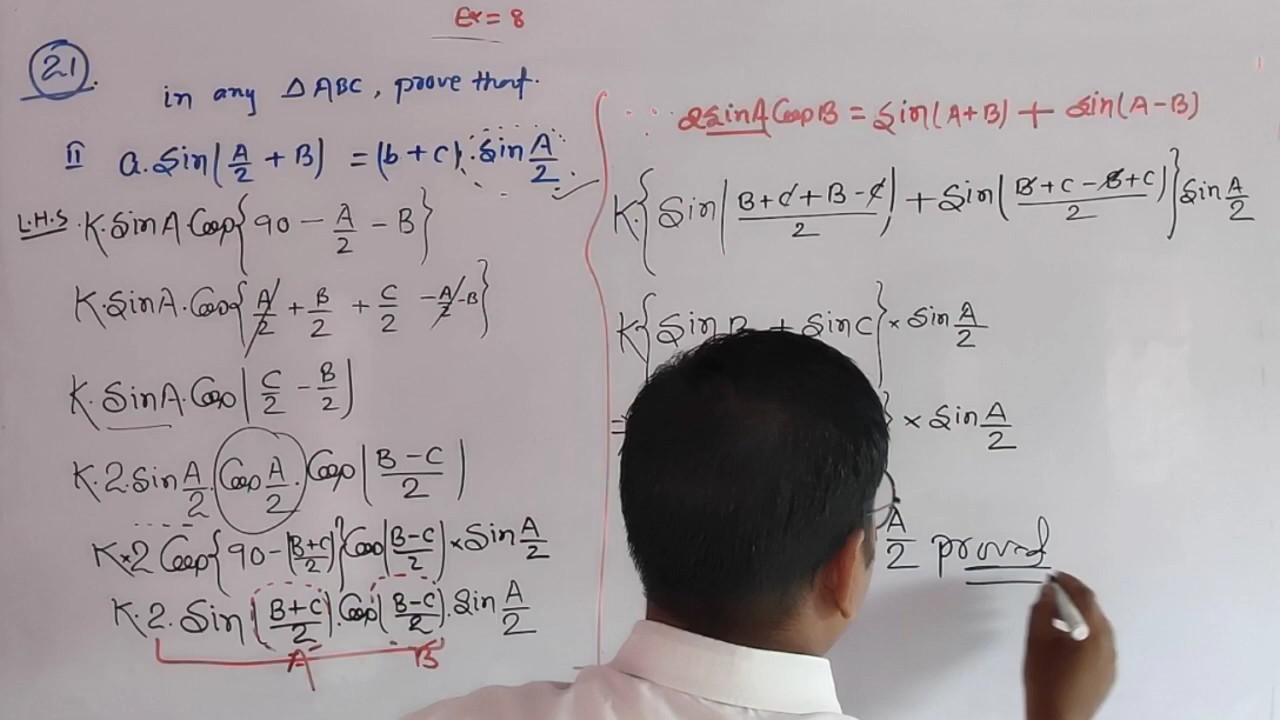 Ex = 8
21.
in any ΔABC, prove that.
II a.Sin(A/2 + B) = (b+c).Sin A/2
L.H.S K.SinA Cos{90 - A/2 - B}
K.SinA.Cos{A/2 + B/2 + C/2 - A/2 - B}
K.SinA.Cos(C/2 - B/2)
K.2.Sin A/2.Cos A/2.Cos(B-C/2)
K×2 Cos{90-(B+C/2)}Cos(B-C/2)×Sin A/2
K.2.Sin(B+C/2).Cos(B-C/2).Sin A/2
A B
∵ 2SinA CosB = Sin(A+B) + Sin(A-B)
K.{Sin(B+C+B-C/2) + Sin(B+C-B+C/2)}Sin A/2
K{Sin B + Sin C} × Sin A/2
=} × Sin A/2
A/2 proved